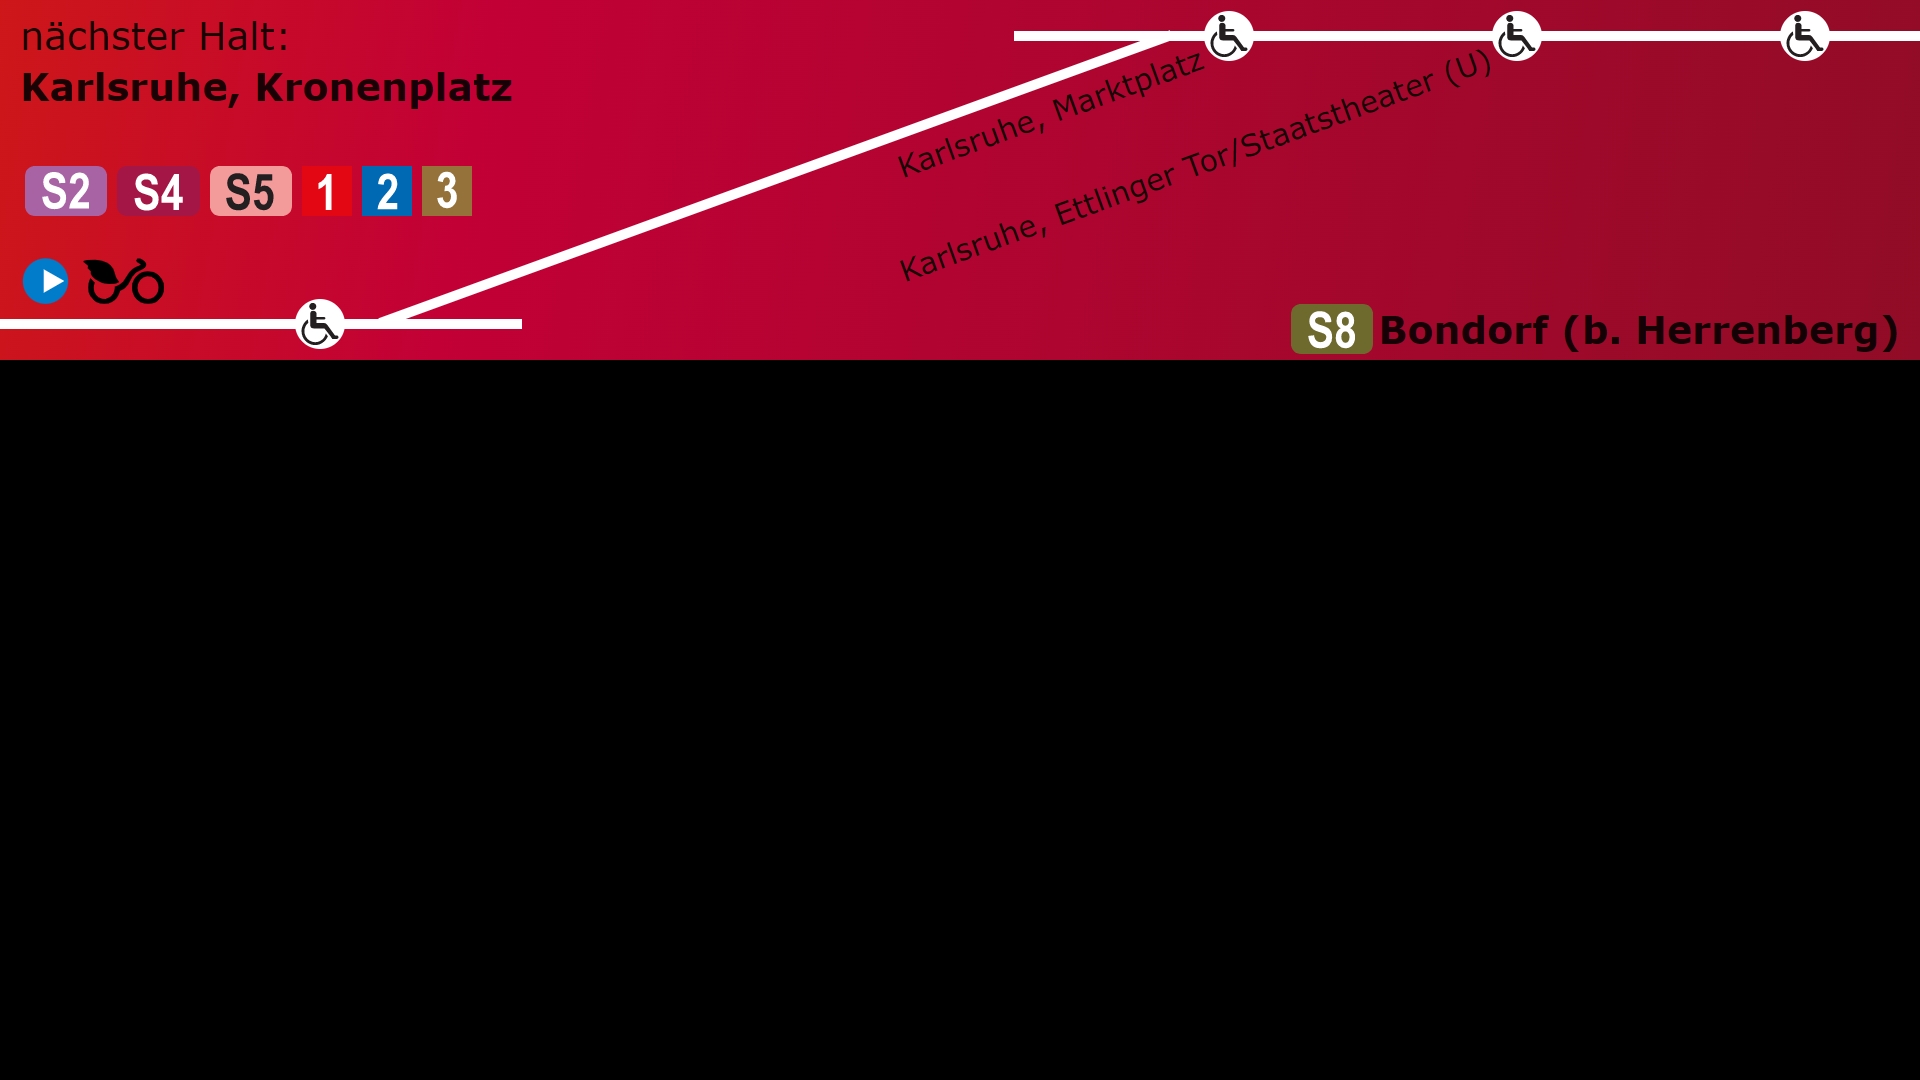 nächster Halt:
Karlsruhe, Kronenplatz
S2 S4 S5 1 2 3
Karlsruhe, Marktplatz
Karlsruhe, Ettlinger Tor/Staatstheater (U)
S8 Bondorf (b. Herrenberg)